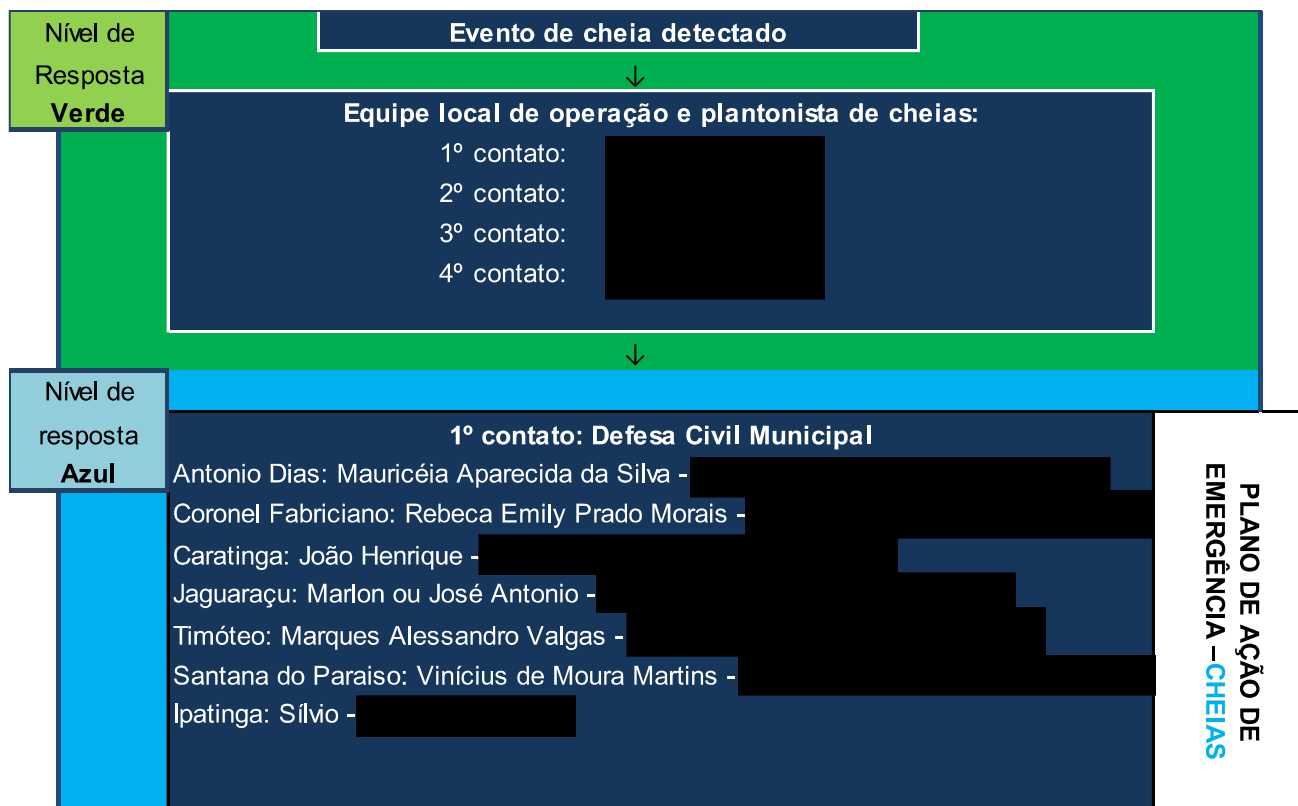 Nível de
Resposta
Verde
Evento de cheia detectado
↓
Equipe local de operação e plantonista de cheias:
1º contato:
2º contato:
3º contato:
4º contato:
↓
Nível de
resposta
Azul
1º contato: Defesa Civil Municipal
Antonio Dias: Mauricéia Aparecida da Silva -
Coronel Fabriciano: Rebeca Emily Prado Morais -
Caratinga: João Henrique -
Jaguaraçu: Marlon ou José Antonio -
Timóteo: Marques Alessandro Valgas -
Santana do Paraiso: Vinícius de Moura Martins -
Ipatinga: Sílvio -
PLANO DE AÇÃO DE
EMERGÊNCIA –CHEIAS